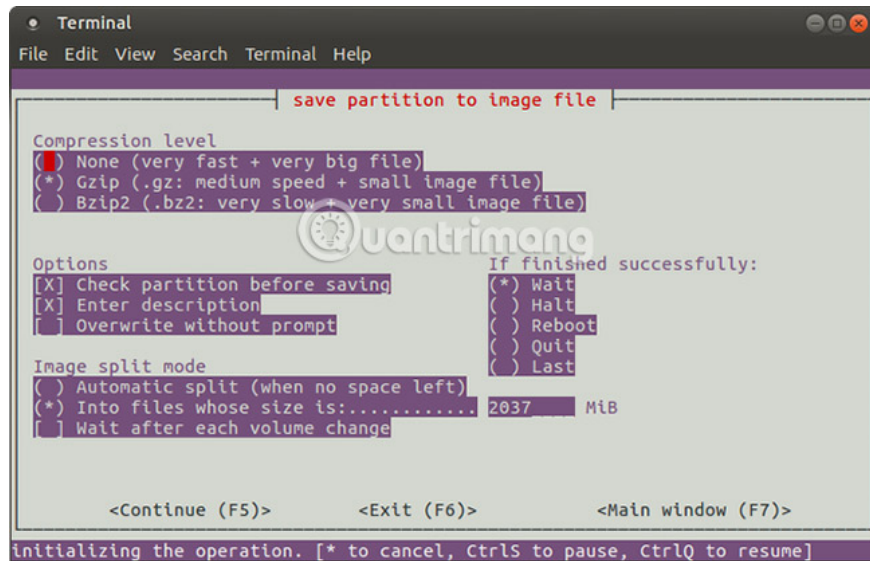 Terminal
File Edit View Search Terminal Help
save partition to image file
Compression level
( ) None (very fast + very big file)
(*) Gzip (.gz: medium speed + small image file)
( ) Bzip2 (.bz2: very slow + very small image file)
Quantrimang
Options
[X] Check partition before saving
[X] Enter description
[ ] Overwrite without prompt
If finished successfully:
(*) Wait
( ) Halt
( ) Reboot
( ) Quit
( ) Last
Image split mode
( ) Automatic split (when no space left)
(*) Into files whose size is:............ 2037____ MiB
[ ] Wait after each volume change
<Continue (F5)> <Exit (F6)> <Main window (F7)>
initializing the operation. [* to cancel, CtrlS to pause, CtrlQ to resume]